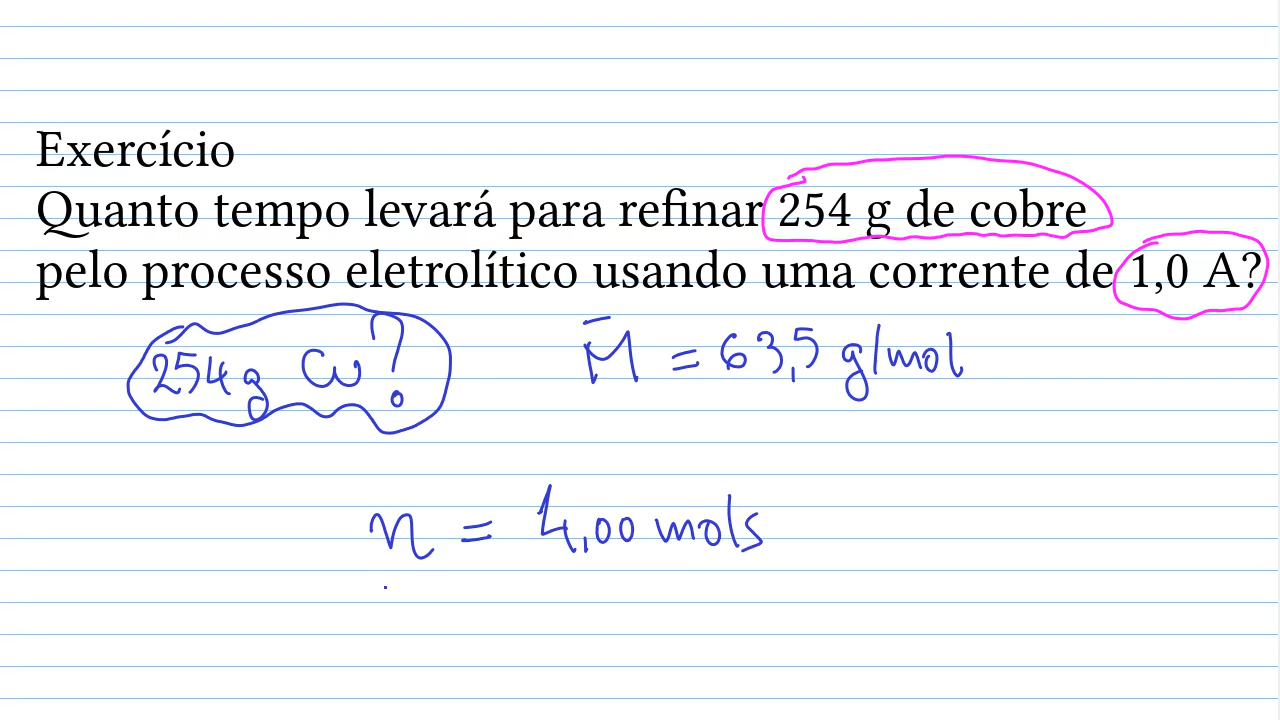 Exercício
Quanto tempo levará para refinar 254 g de cobre
pelo processo eletrolítico usando uma corrente de 1,0 A?
254g Cu? M̄ = 63,5 g/mol
n = 4,00 mols